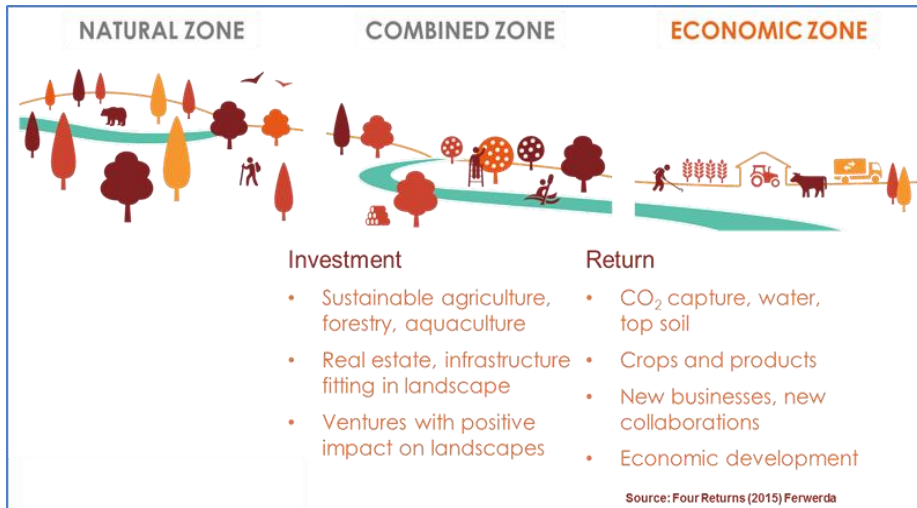 NATURAL ZONE
COMBINED ZONE
ECONOMIC ZONE
Investment
• Sustainable agriculture,
forestry, aquaculture
• Real estate, infrastructure
fitting in landscape
• Ventures with positive
impact on landscapes
Return
• CO₂ capture, water,
top soil
• Crops and products
• New businesses, new
collaborations
• Economic development
Source: Four Returns (2015) Ferwerda